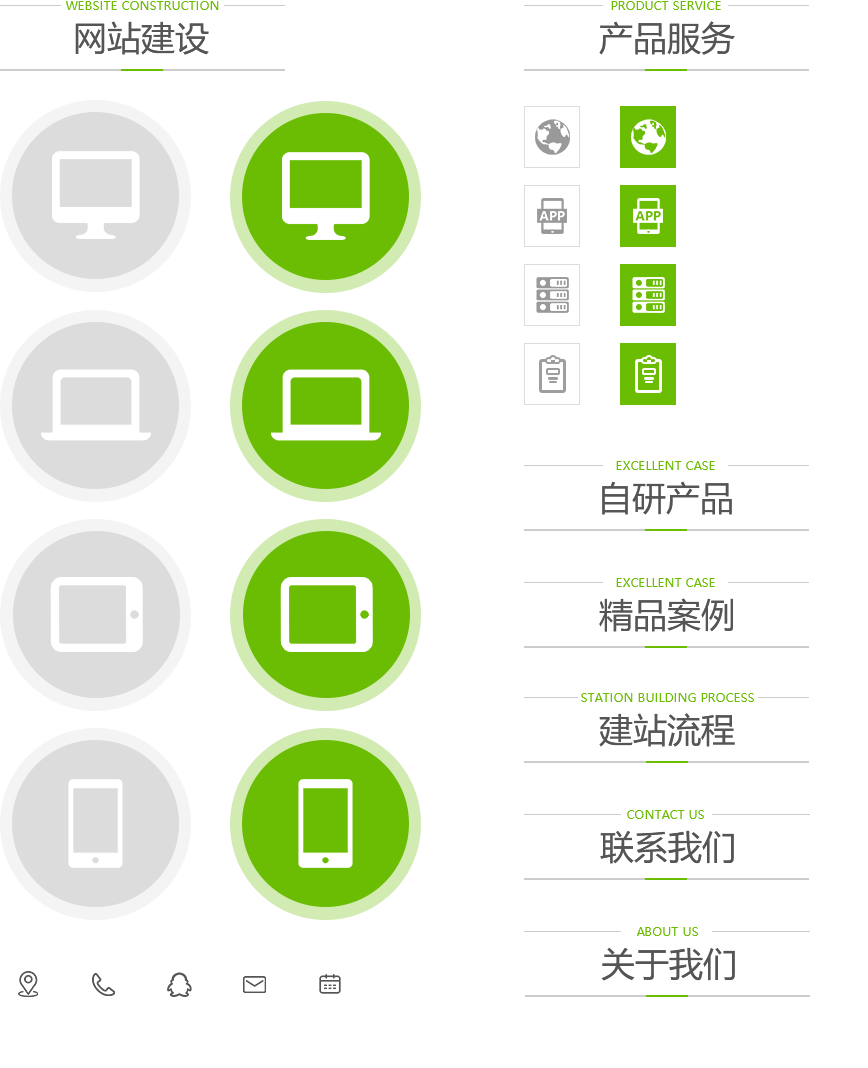 WEBSITE CONSTRUCTION
网站建设
PRODUCT SERVICE
产品服务
APP
APP
EXCELLENT CASE
自研产品
EXCELLENT CASE
精品案例
STATION BUILDING PROCESS
建站流程
CONTACT US
联系我们
ABOUT US
关于我们